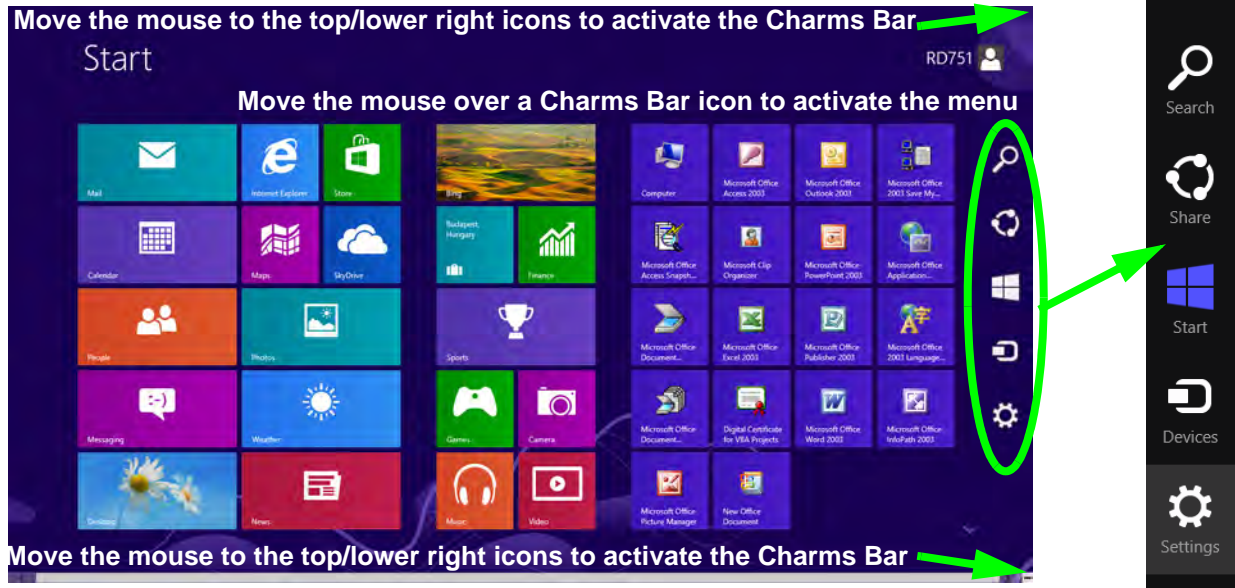 Move the mouse to the top/lower right icons to activate the Charms Bar
Start
RD751
Move the mouse over a Charms Bar icon to activate the menu
Mail
Internet Explorer
Store
Bing
Computer
Microsoft Office
Access 2003
Microsoft Office
Outlook 2003
Microsoft Office
2003 Save My...
Calendar
Maps
SkyDrive
Budapest,
Hungary
Finance
Microsoft Office
Access Snapsh...
Microsoft Clip
Organizer
Microsoft Office
PowerPoint 2003
Microsoft Office
Application...
People
Photos
Sports
Microsoft Office
Document...
Microsoft Office
Excel 2003
Microsoft Office
Publisher 2003
Microsoft Office
2003 Language...
Messaging
:-)
Weather
Games
Camera
Microsoft Office
Document...
Digital Certificate
for VBA Projects
Microsoft Office
Word 2003
Microsoft Office
InfoPath 2003
Desktop
News
Music
Video
Microsoft Office
Picture Manager
New Office
Document
Move the mouse to the top/lower right icons to activate the Charms Bar
Search
Share
Start
Devices
Settings